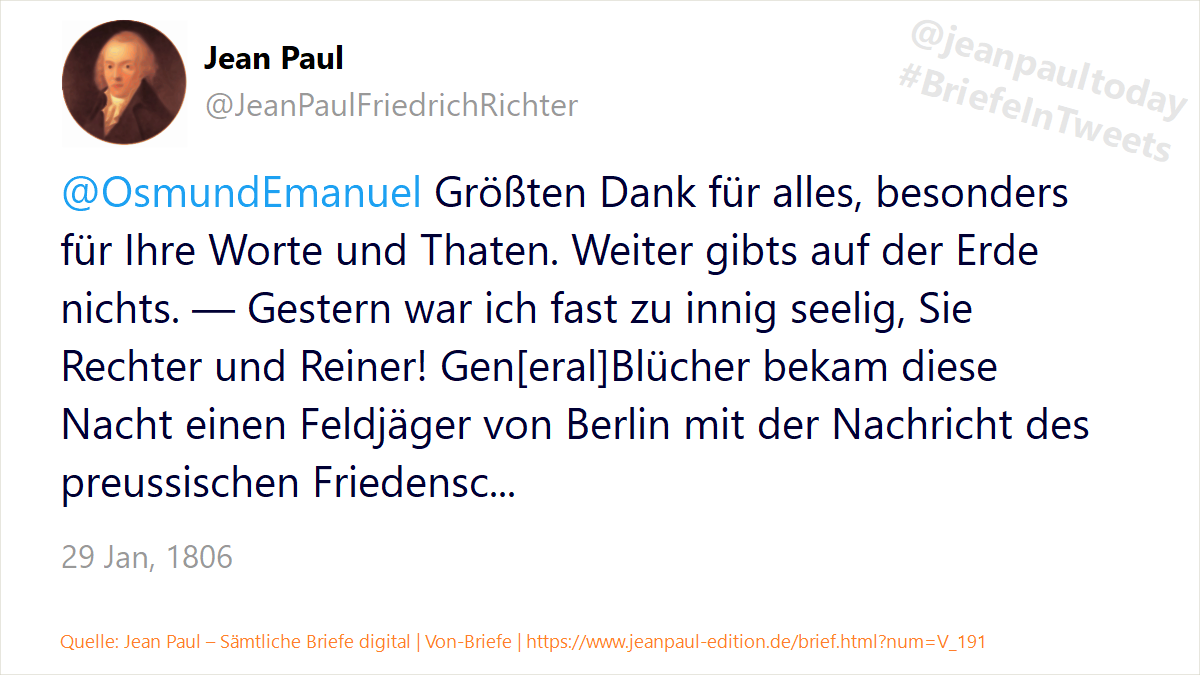 Jean Paul
@JeanPaulFriedrichRichter
@jeanpaultoday
#BriefeInTweets
@OsmundEmanuel Größten Dank für alles, besonders
für Ihre Worte und Thaten. Weiter gibts auf der Erde
nichts. — Gestern war ich fast zu innig seelig, Sie
Rechter und Reiner! Gen[eral]Blücher bekam diese
Nacht einen Feldjäger von Berlin mit der Nachricht des
preussischen Friedensc...
29 Jan, 1806
Quelle: Jean Paul – Sämtliche Briefe digital | Von-Briefe | https://www.jeanpaul-edition.de/brief.html?num=V_191